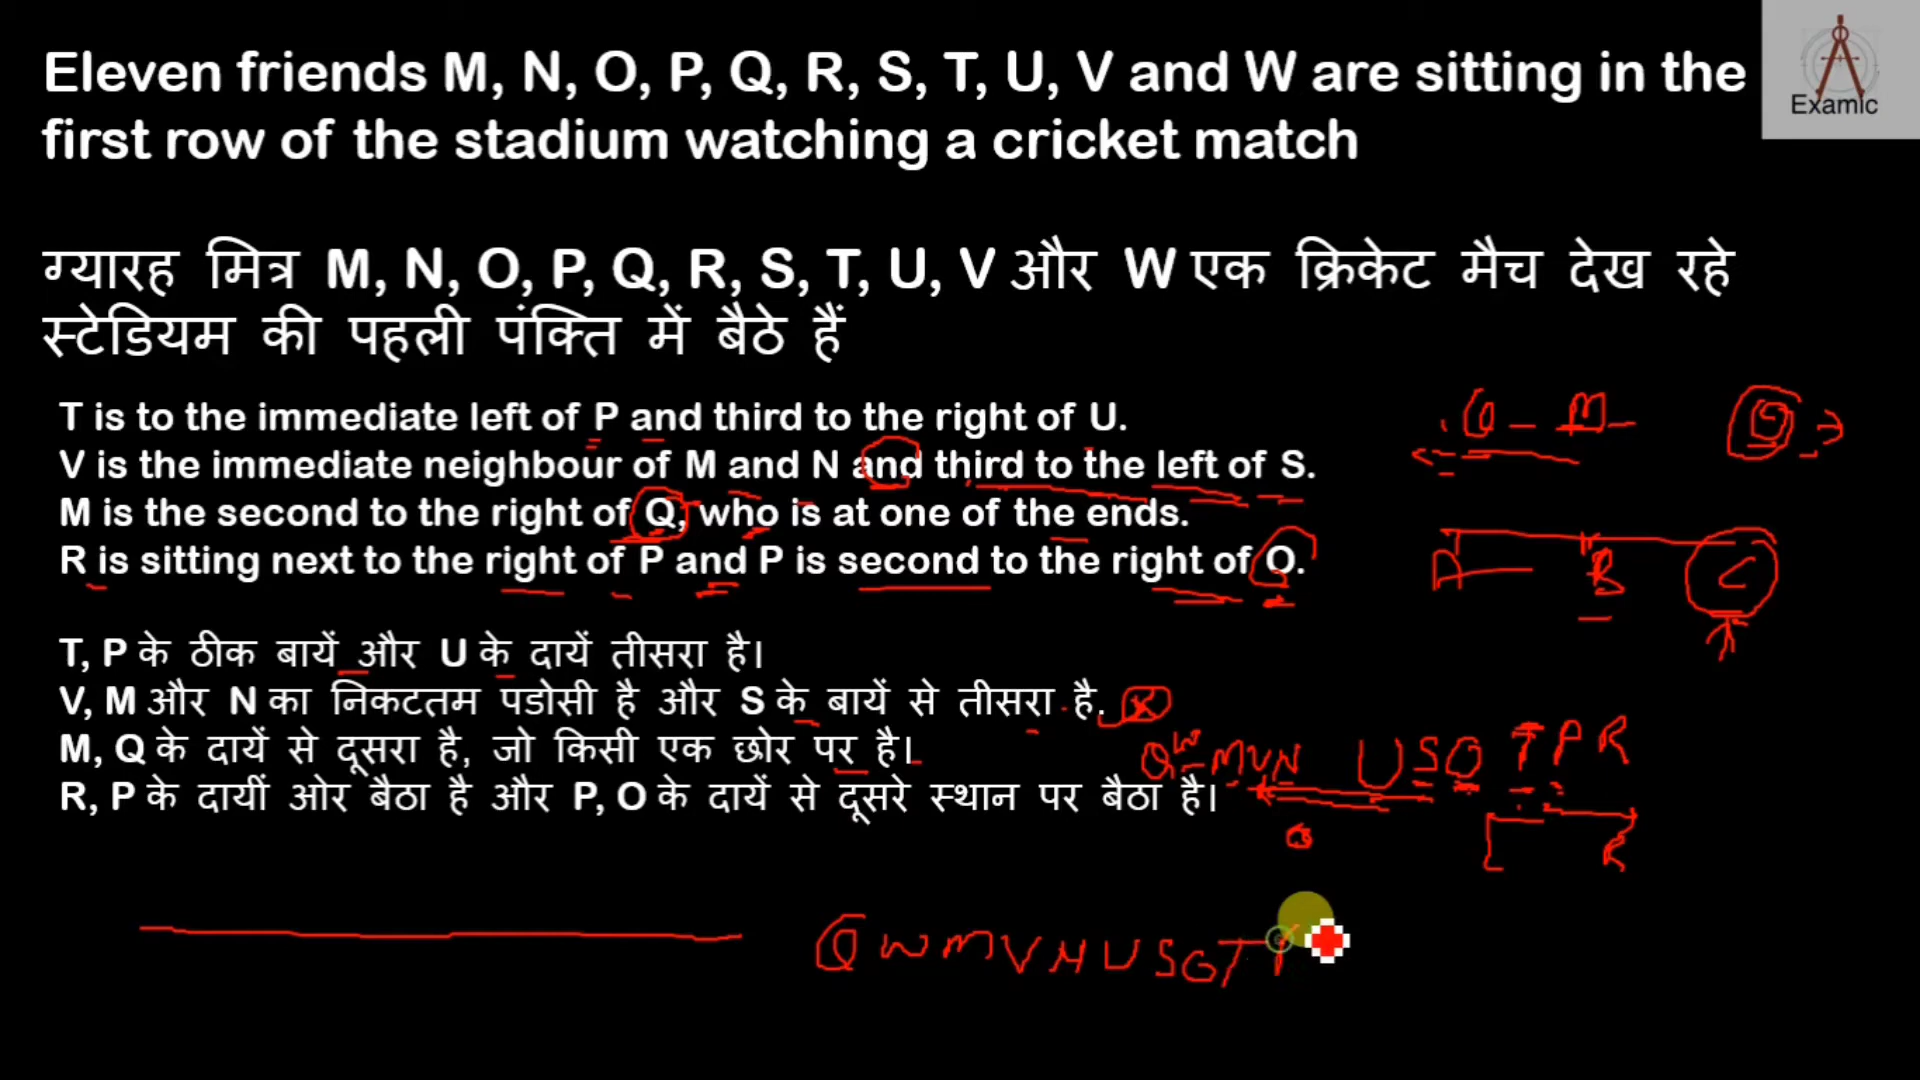 Eleven friends M, N, O, P, Q, R, S, T, U, V and W are sitting in the
first row of the stadium watching a cricket match
Examic
ग्यारह मित्र M, N, O, P, Q, R, S, T, U, V और W एक क्रिकेट मैच देख रहे
स्टेडियम की पहली पंक्ति में बैठे हैं
T is to the immediate left of P and third to the right of U.
V is the immediate neighbour of M and N and third to the left of S.
M is the second to the right of Q, who is at one of the ends.
R is sitting next to the right of P and P is second to the right of O.
Q M
A B C
T, P के ठीक बायें और U के दायें तीसरा है।
V, M और N का निकटतम पडोसी है और S के बायें से तीसरा है.
M, Q के दायें से दूसरा है, जो किसी एक छोर पर है।
R, P के दायीं ओर बैठा है और P, O के दायें से दूसरे स्थान पर बैठा है।
Q W M V N U S O T P R
L R
Q W M V N U S O T